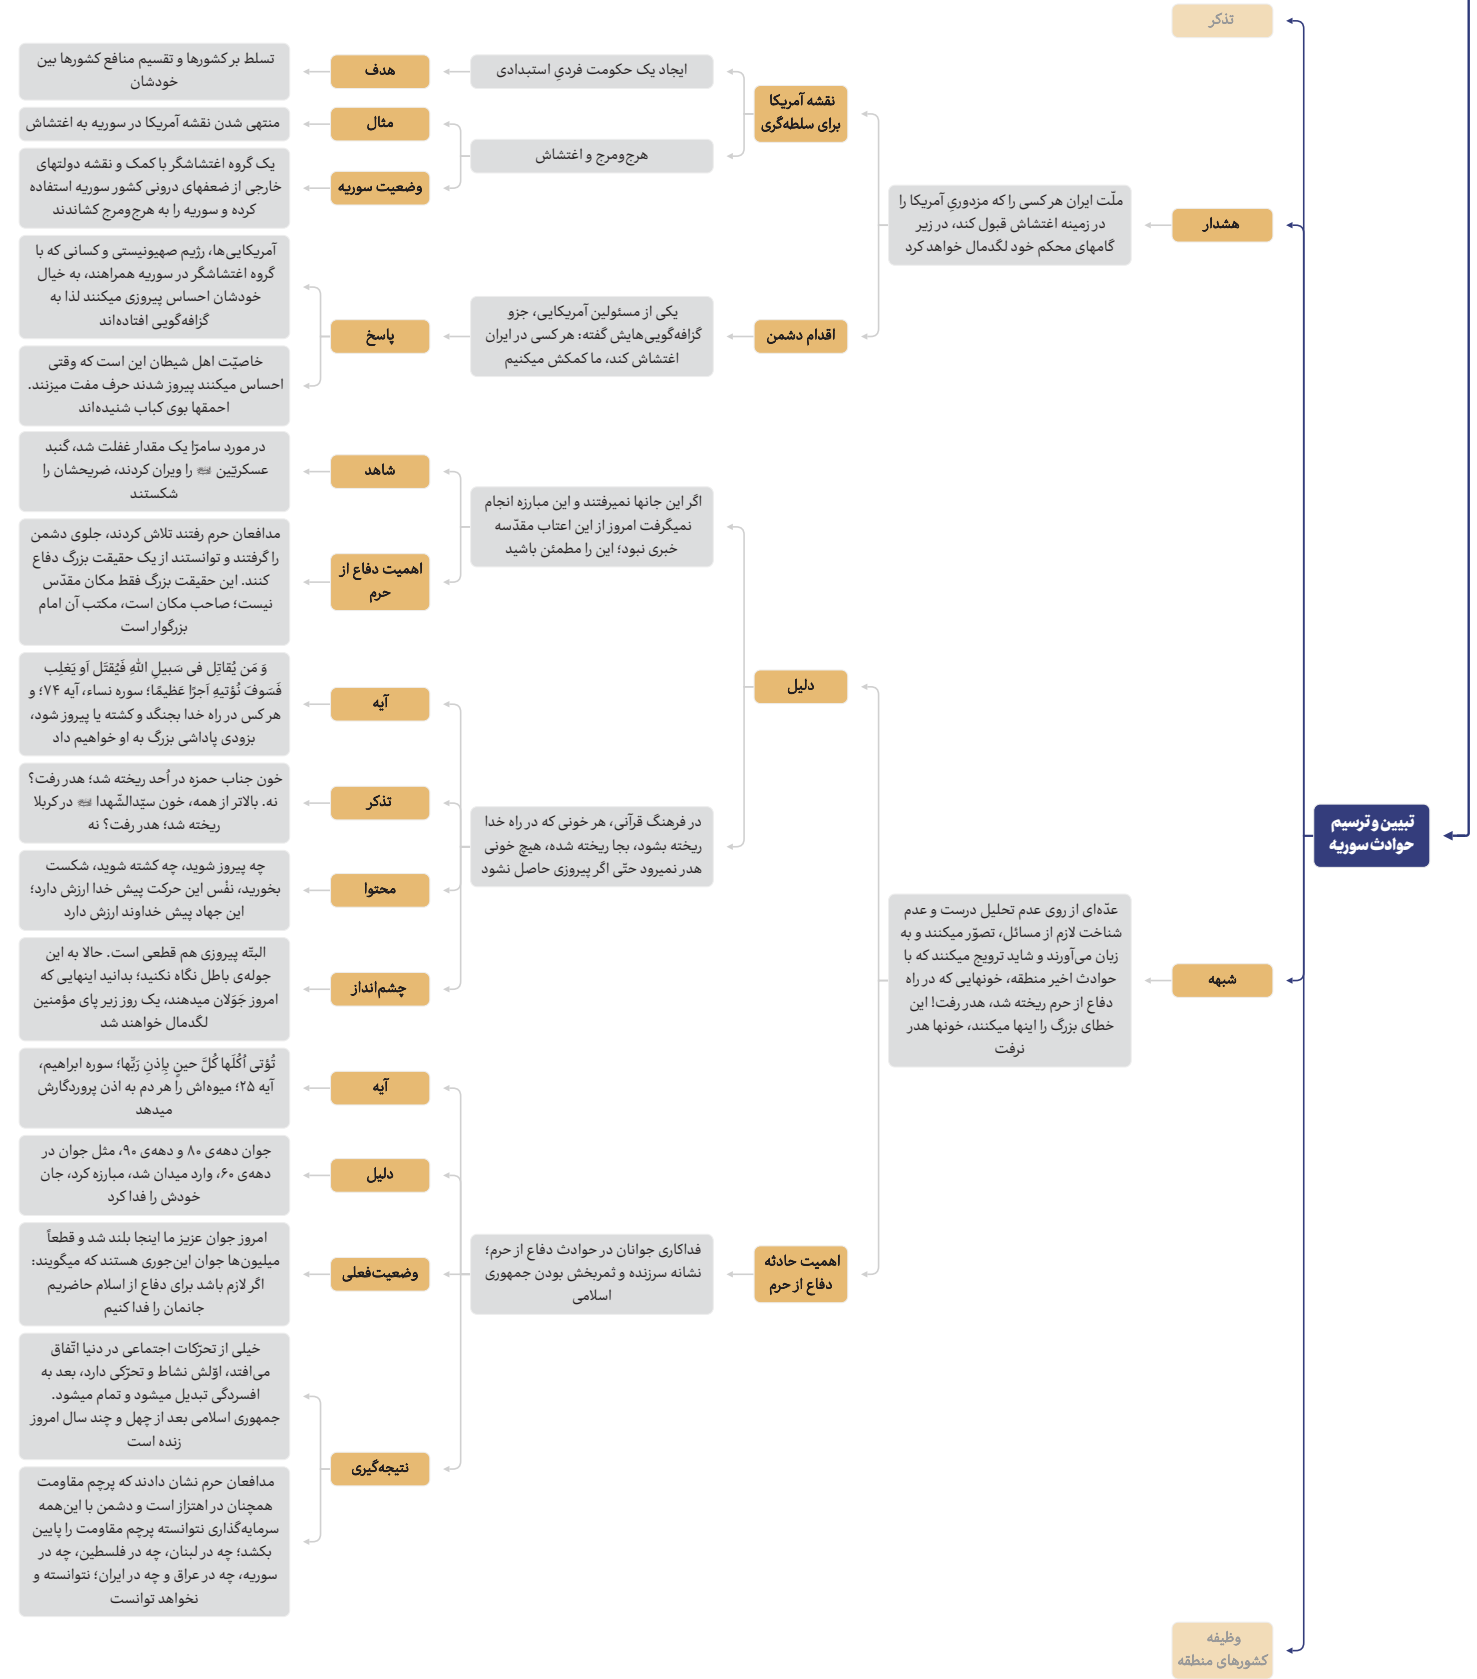 تبیین و ترسیم
حوادث سوریه
تذکر
هشدار
ملّت ایران هر کسی را که مزدوریِ آمریکا را
در زمینه اغتشاش قبول کند، در زیر
گامهای محکم خود لگدمال خواهد کرد
نقشه آمریکا
برای سلطه‌گری
ایجاد یک حکومت فردیِ استبدادی
هدف
تسلط بر کشورها و تقسیم منافع کشورها بین
خودشان
هرج‌ومرج و اغتشاش
مثال
منتهی شدن نقشه آمریکا در سوریه به اغتشاش
وضعیت سوریه
یک گروه اغتشاشگر با کمک و نقشه دولتهای
خارجی از ضعفهای درونی کشور سوریه استفاده
کرده و سوریه را به هرج‌ومرج کشاندند
اقدام دشمن
یکی از مسئولین آمریکایی، جزو
گزافه‌گویی‌هایش گفته: هر کسی در ایران
اغتشاش کند، ما کمکش میکنیم
پاسخ
آمریکایی‌ها، رژیم صهیونیستی و کسانی که با
گروه اغتشاشگر در سوریه همراهند، به خیال
خودشان احساس پیروزی میکنند لذا به
گزافه‌گویی افتاده‌اند
خاصیّت اهل شیطان این است که وقتی
احساس میکنند پیروز شدند حرف مفت میزنند.
احمقها بوی کباب شنیده‌اند
شبهه
عدّه‌ای از روی عدم تحلیل درست و عدم
شناخت لازم از مسائل، تصوّر میکنند و به
زبان می‌آورند و شاید ترویج میکنند که با
حوادث اخیر منطقه، خونهایی که در راه
دفاع از حرم ریخته شد، هدر رفت! این
خطای بزرگ را اینها میکنند، خونها هدر
نرفت
دلیل
اگر این جانها نمیرفتند و این مبارزه انجام
نمیگرفت امروز از این اعتاب مقدّسه
خبری نبود؛ این را مطمئن باشید
شاهد
در مورد سامرّا یک مقدار غفلت شد، گنبد
عسکریّین را ویران کردند، ضریحشان را
شکستند
اهمیت دفاع از
حرم
مدافعان حرم رفتند تلاش کردند، جلوی دشمن
را گرفتند و توانستند از یک حقیقت بزرگ دفاع
کنند. این حقیقت بزرگ فقط مکان مقدّس
نیست؛ صاحب مکان است، مکتب آن امام
بزرگوار است
در فرهنگ قرآنی، هر خونی که در راه خدا
ریخته بشود، بجا ریخته شده، هیچ خونی
هدر نمیرود حتّی اگر پیروزی حاصل نشود
آیه
وَ مَن یُقاتِل فی سَبیلِ اللَهِ فَیُقتَل اَو یَغلِب
فَسَوفَ نُؤتیهِ اَجرًا عَظیمًا؛ سوره نساء، آیه ۷۴؛ و
هر کس در راه خدا بجنگد و کشته یا پیروز شود،
بزودی پاداشی بزرگ به او خواهیم داد
تذکر
خون جناب حمزه در اُحد ریخته شد؛ هدر رفت؟
نه. بالاتر از همه، خون سیّدالشّهدا در کربلا
ریخته شد؛ هدر رفت؟ نه
محتوا
چه پیروز شوید، چه کشته شوید، شکست
بخورید، نفْس این حرکت پیش خدا ارزش دارد؛
این جهاد پیش خداوند ارزش دارد
چشم‌انداز
البتّه پیروزی هم قطعی است. حالا به این
جوله‌ی باطل نگاه نکنید؛ بدانید اینهایی که
امروز جَوَلان میدهند، یک روز زیر پای مؤمنین
لگدمال خواهند شد
اهمیت حادثه
دفاع از حرم
فداکاری جوانان در حوادث دفاع از حرم؛
نشانه سرزنده و ثمربخش بودن جمهوری
اسلامی
آیه
تُؤتی اُکُلَها کُلَّ حینٍ بِاِذنِ رَبِّها؛ سوره ابراهیم،
آیه ۲۵؛ میوه‌اش را هر دم به اذن پروردگارش
میدهد
دلیل
جوان دهه‌ی ۸۰ و دهه‌ی ۹۰، مثل جوان در
دهه‌ی ۶۰، وارد میدان شد، مبارزه کرد، جان
خودش را فدا کرد
وضعیت‌فعلی
امروز جوان عزیز ما اینجا بلند شد و قطعاً
میلیون‌ها جوان این‌جوری هستند که میگویند:
اگر لازم باشد برای دفاع از اسلام حاضریم
جانمان را فدا کنیم
نتیجه‌گیری
خیلی از تحرّکات اجتماعی در دنیا اتّفاق
می‌افتد، اوّلش نشاط و تحرّکی دارد، بعد به
افسردگی تبدیل میشود و تمام میشود.
جمهوری اسلامی بعد از چهل و چند سال امروز
زنده است
مدافعان حرم نشان دادند که پرچم مقاومت
همچنان در اهتزاز است و دشمن با این‌همه
سرمایه‌گذاری نتوانسته پرچم مقاومت را پایین
بکشد؛ چه در لبنان، چه در فلسطین، چه در
سوریه، چه در عراق و چه در ایران؛ نتوانسته و
نخواهد توانست
وظیفه
کشورهای منطقه